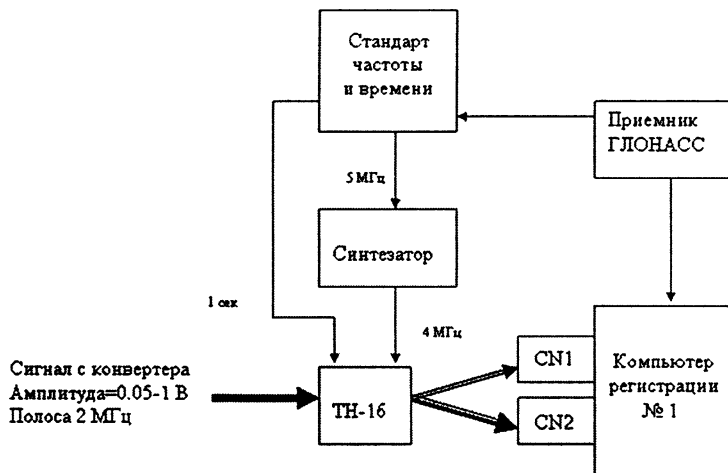 Стандарт
частоты
и времени
Приемник
ГЛОНАСС
5 МГц
Синтезатор
1 сек
4 МГц
Сигнал с конвертера
Амплитуда=0.05-1 В
Полоса 2 МГц
ТН-16
CN1
CN2
Компьютер
регистрации
№ 1